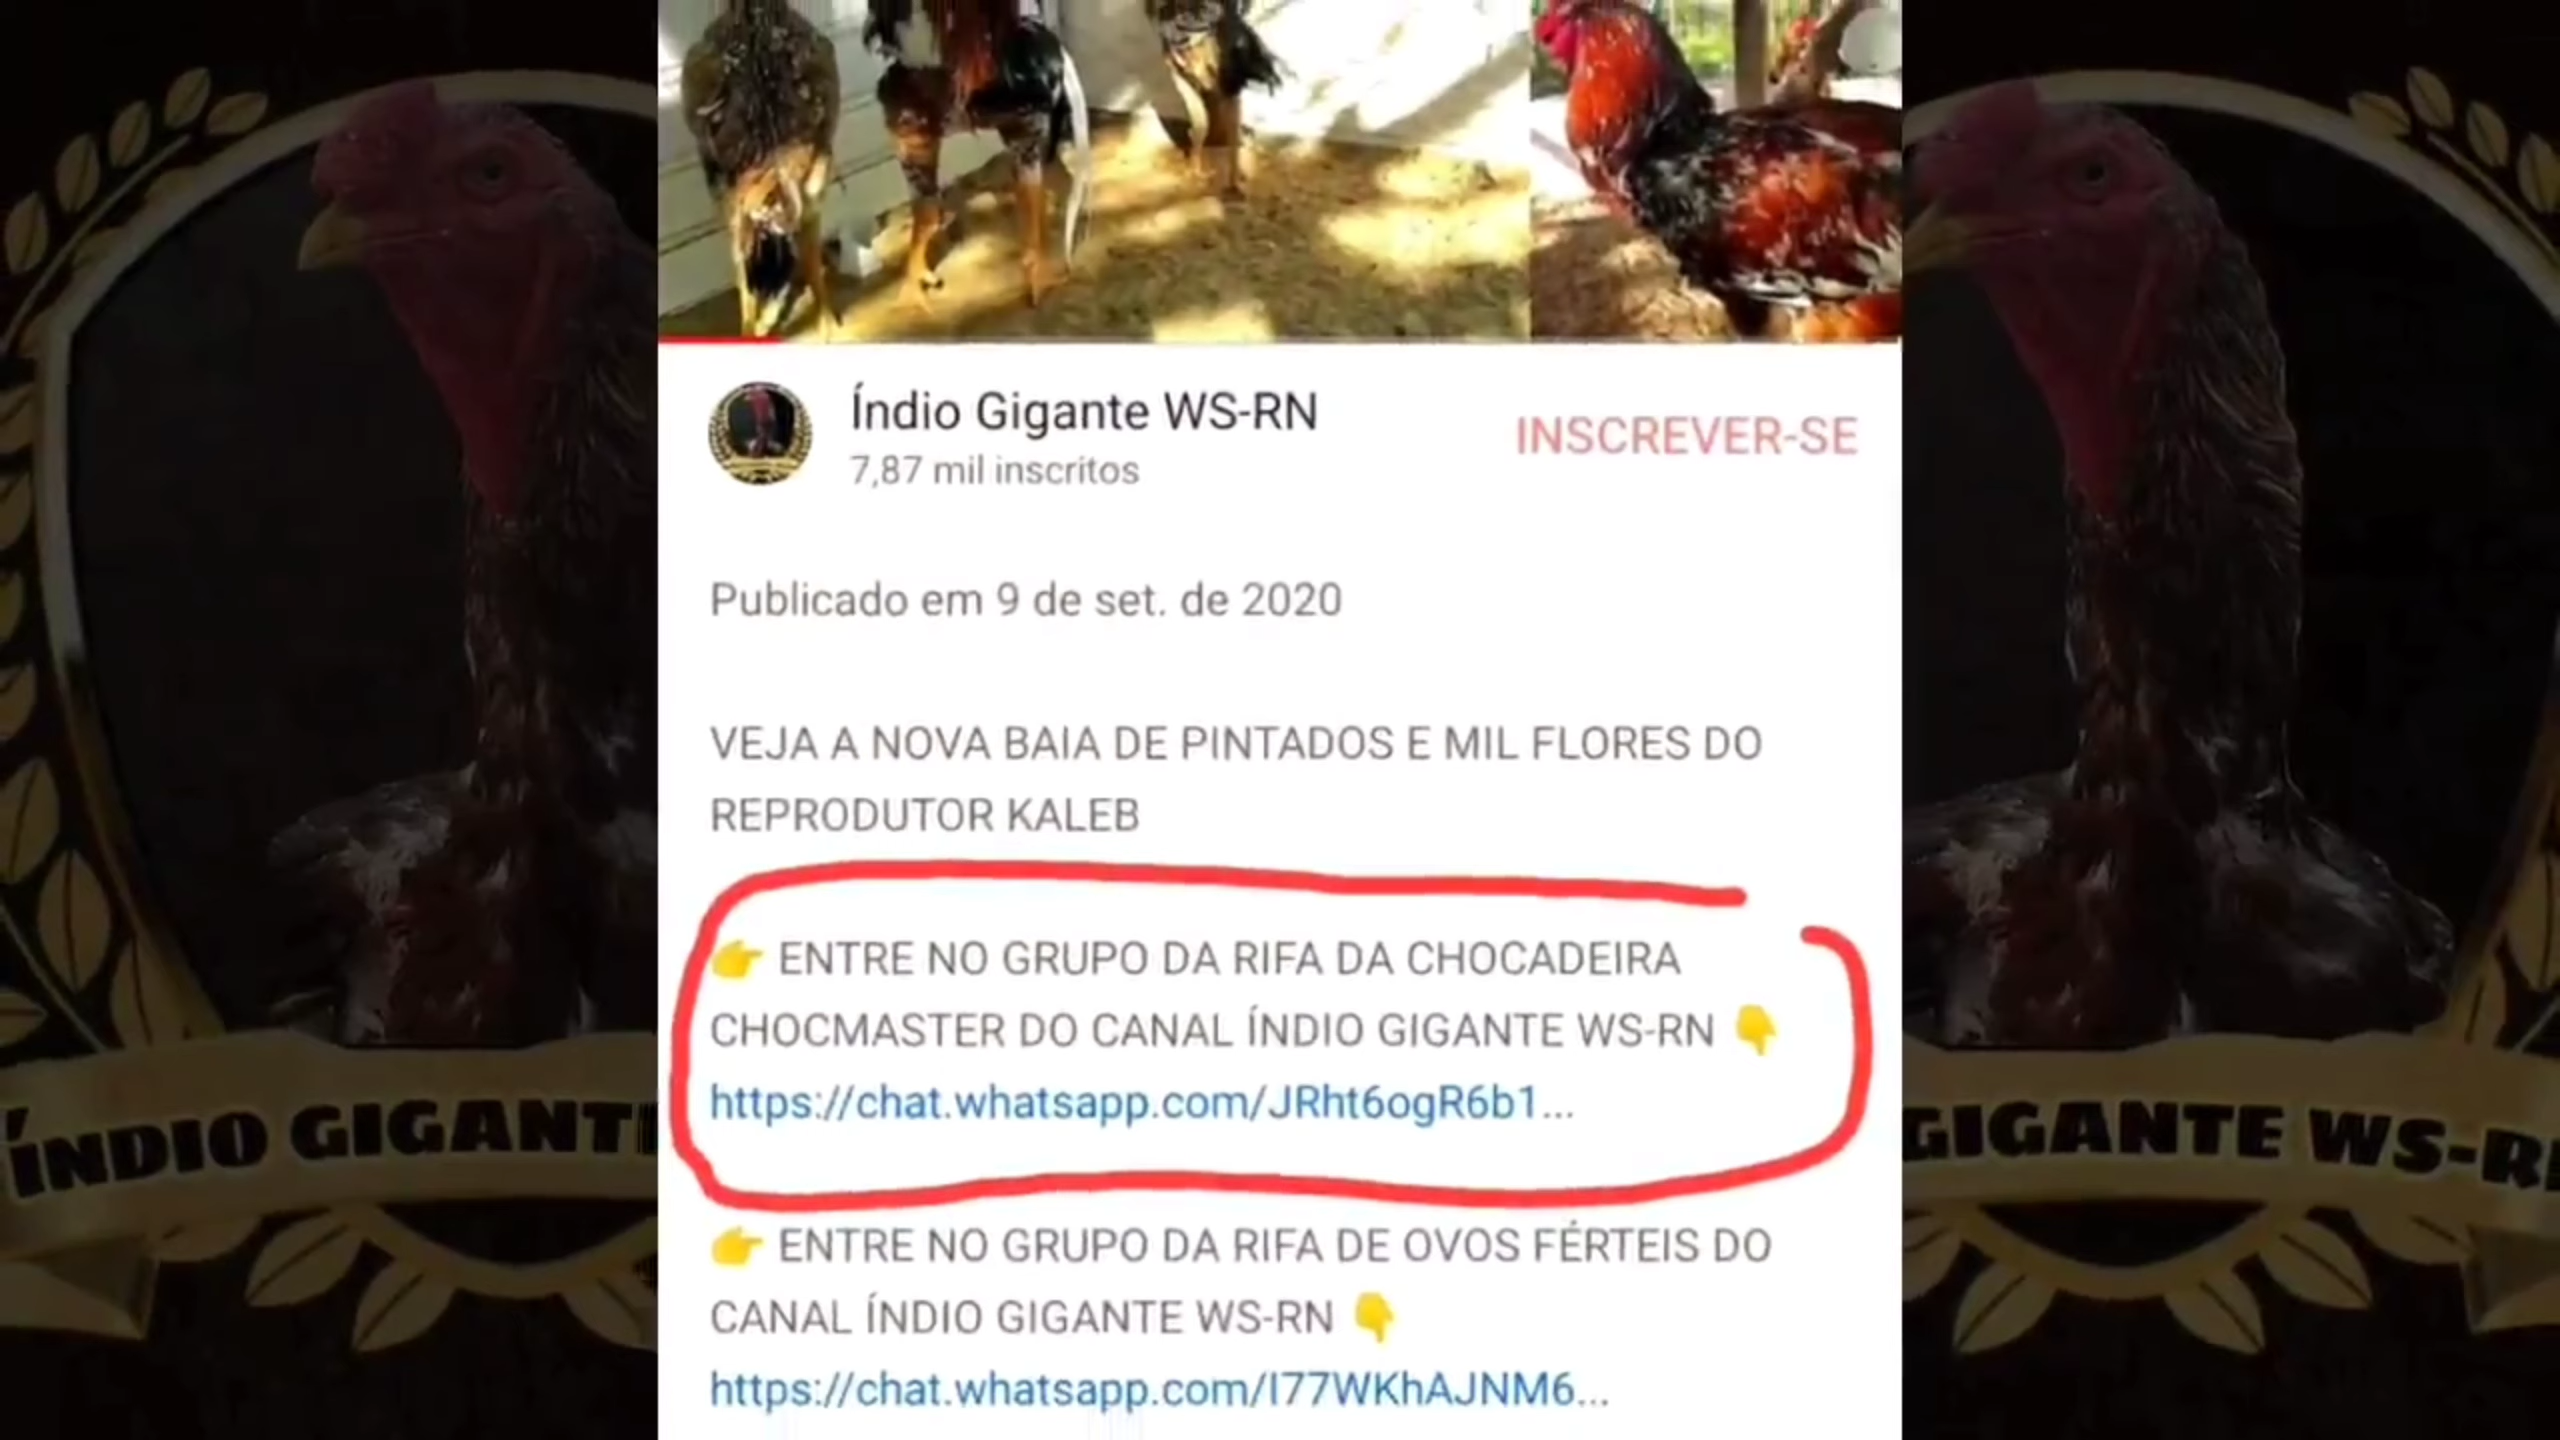 Índio Gigante WS-RN
INSCREVER-SE
7,87 mil inscritos
Publicado em 9 de set. de 2020
VEJA A NOVA BAIA DE PINTADOS E MIL FLORES DO
REPRODUTOR KALEB
👉 ENTRE NO GRUPO DA RIFA DA CHOCADEIRA
CHOCMASTER DO CANAL ÍNDIO GIGANTE WS-RN 👇
https://chat.whatsapp.com/JRht6ogR6b1...
👉 ENTRE NO GRUPO DA RIFA DE OVOS FÉRTEIS DO
CANAL ÍNDIO GIGANTE WS-RN 👇
https://chat.whatsapp.com/I77WKhAJNM6...
ÍNDIO GIGANT
GIGANTE WS-R